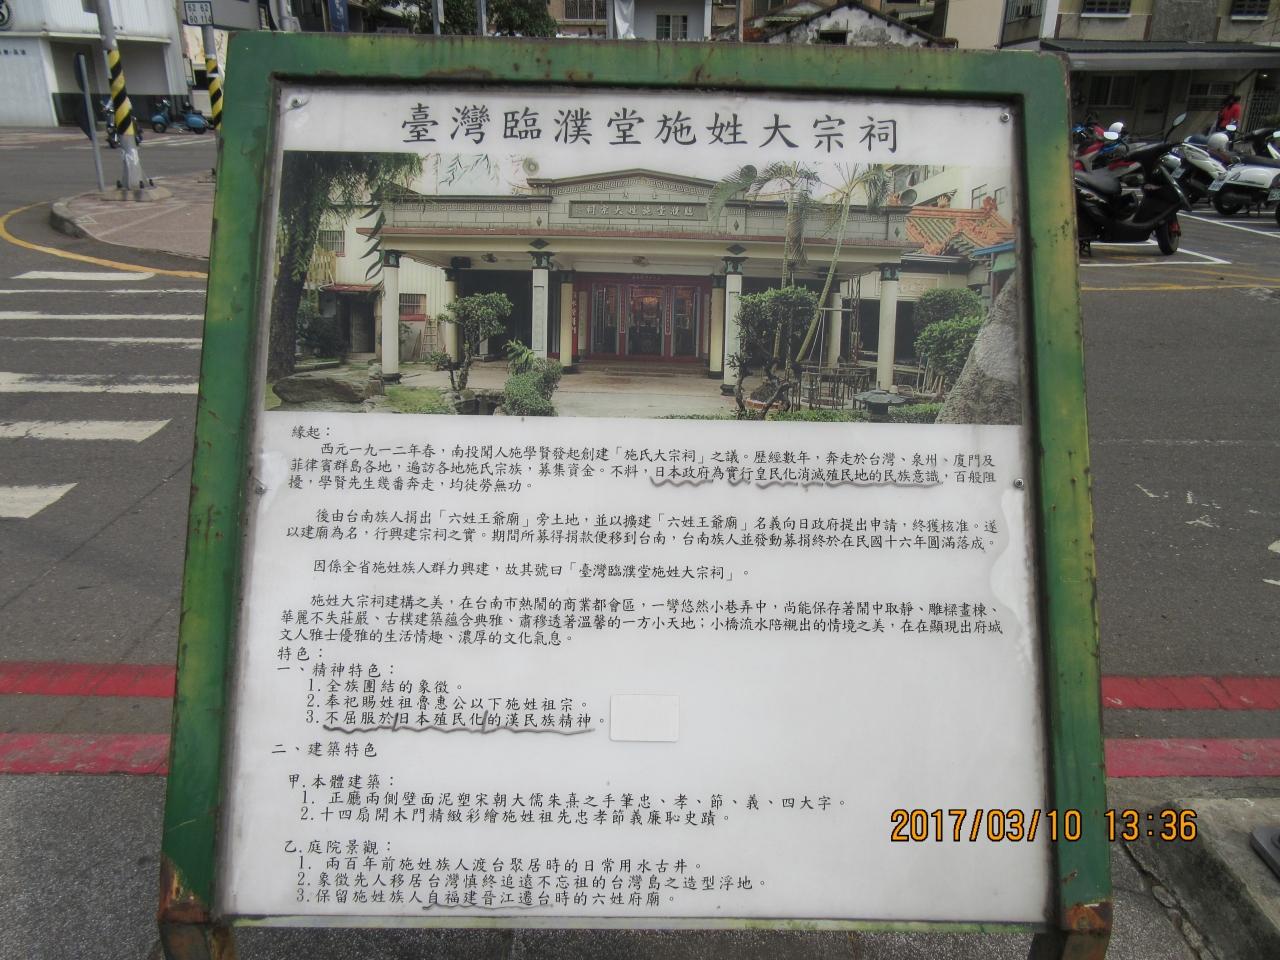 臺灣臨濮堂施姓大宗祠
臨濮堂施姓大宗祠
緣起：
西元一九一二年春，南投聞人施學賢發起創建「施氏大宗祠」之議。歷經數年，奔走於台灣、泉州、廈門及
菲律賓群島各地，遍訪各地施氏宗族，募集資金。不料，日本政府為實行皇民化消滅殖民地的民族意識，百般阻
擾，學賢先生幾番奔走，均徒勞無功。
後由台南族人捐出「六姓王爺廟」旁土地，並以擴建「六姓王爺廟」名義向日政府提出申請，終獲核准。遂
以建廟為名，行興建宗祠之實。期間所募得捐款便移到台南，台南族人並發動募捐終於在民國十六年圓滿落成。
因係全省施姓族人群力興建，故其號曰「臺灣臨濮堂施姓大宗祠」。
施姓大宗祠建構之美，在台南市熱鬧的商業都會區，一彎悠然小巷弄中，尚能保存著鬧中取靜、雕樑畫棟、
華麗不失莊嚴、古樸建築蘊含典雅、肅穆透著溫馨的一方小天地；小橋流水陪襯出的情境之美，在在顯現出府城
文人雅士優雅的生活情趣、濃厚的文化氣息。
特色：
一、精神特色：
1.全族團結的象徵。
2.奉祀賜姓祖魯惠公以下施姓祖宗。
3.不屈服於日本殖民化的漢民族精神。
二、建築特色
甲.本體建築：
1. 正廳兩側壁面泥塑宋朝大儒朱熹之手筆忠、孝、節、義、四大字。
2.十四扇開木門精緻彩繪施姓祖先忠孝節義廉恥史蹟。
乙.庭院景觀：
1. 兩百年前施姓族人渡台聚居時的日常用水古井。
2.象徵先人移居台灣慎終追遠不忘祖的台灣島之造型浮地。
3.保留施姓族人自福建晉江遷台時的六姓府廟。
2017/03/10 13:36